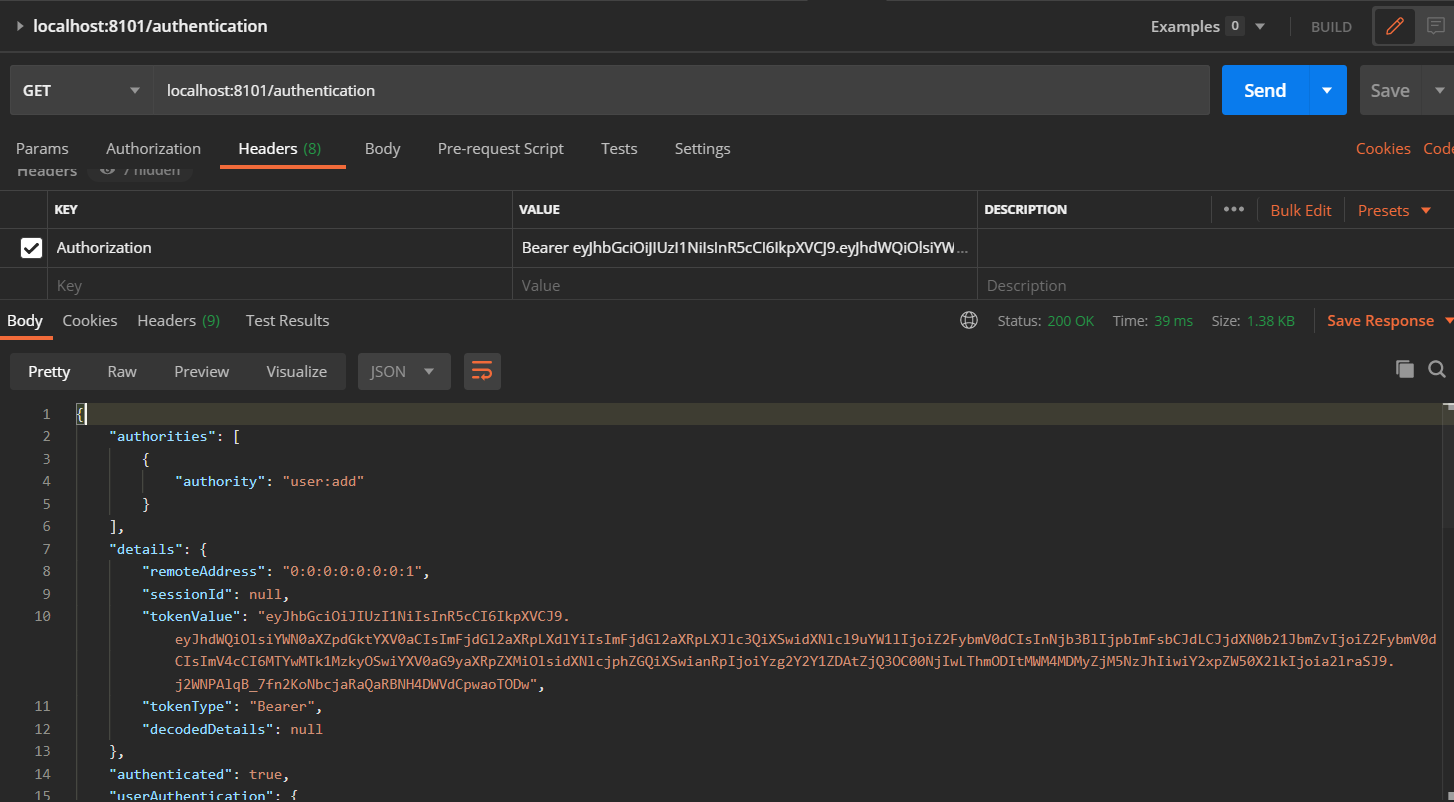 localhost:8101/authentication
Examples 0 BUILD
GET localhost:8101/authentication Send Save
Params Authorization Headers (8) Body Pre-request Script Tests Settings Cookies Code
Headers 7 hidden
KEY VALUE DESCRIPTION ••• Bulk Edit Presets
Authorization Bearer eyJhbGciOiJIUzI1NiIsInR5cCI6IkpXVCJ9.eyJhdWQiOlsiYW...
Key Value Description
Body Cookies Headers (9) Test Results Status: 200 OK Time: 39 ms Size: 1.38 KB Save Response
Pretty Raw Preview Visualize JSON
1 {
2 "authorities": [
3 {
4 "authority": "user:add"
5 }
6 ],
7 "details": {
8 "remoteAddress": "0:0:0:0:0:0:0:1",
9 "sessionId": null,
10 "tokenValue": "eyJhbGciOiJIUzI1NiIsInR5cCI6IkpXVCJ9.
eyJhdWQiOlsiYWN0aXZpdGktYXV0aCIsImFjdGl2aXRpLXdlYiIsImFjdGl2aXRpLXJlc3QiXSwidXNlcl9uYW1lIjoiZ2FybmV0dCIsInNjb3BlIjpbImFsbCJdLCJjdXN0b21JbmZvIjoiZ2FybmV0d
CIsImV4cCI6MTYwMTk1MzkyOSwiYXV0aG9yaXRpZXMiOlsidXNlcjphZGQiXSwianRpIjoiYzg2Y2Y1ZDAtZjQ3OC00NjIwLThmODItMWM4MDMyZjM5NzJhIiwiY2xpZW50X2lkIjoia2lraSJ9.
j2WNPAlqB_7fn2KoNbcjaRaQaRBNH4DWVdCpwaoTODw",
11 "tokenType": "Bearer",
12 "decodedDetails": null
13 },
14 "authenticated": true,
15 "userAuthentication": {